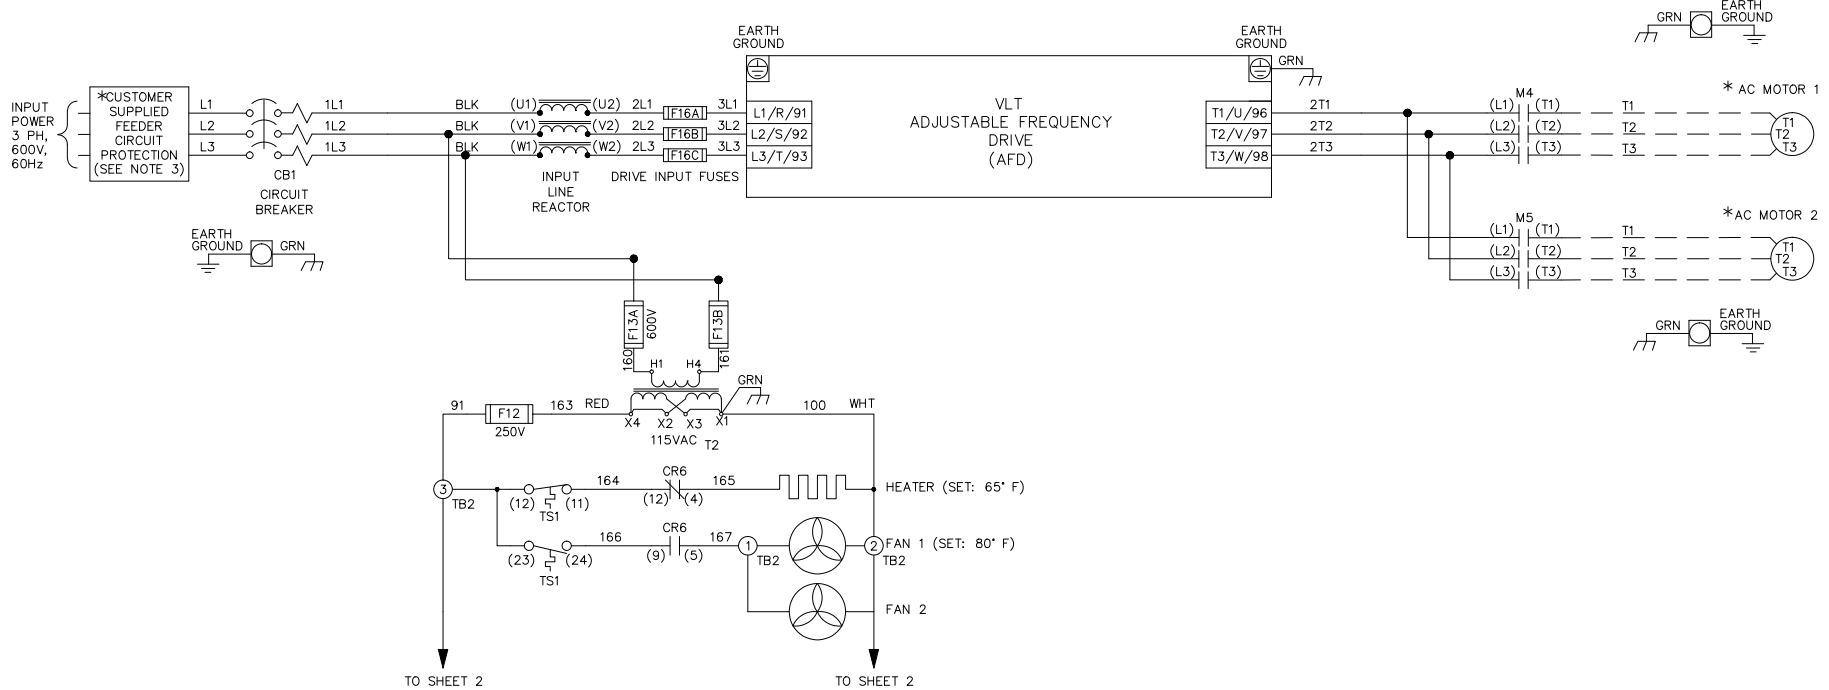 INPUT
POWER
3 PH,
600V,
60Hz
*CUSTOMER
SUPPLIED
FEEDER
CIRCUIT
PROTECTION
(SEE NOTE 3)
L1
L2
L3
CB1
CIRCUIT
BREAKER
1L1
1L2
1L3
BLK
BLK
BLK
(U1) (U2)
(V1) (V2)
(W1) (W2)
INPUT
LINE
REACTOR
2L1
2L2
2L3
F16A
F16B
F16C
DRIVE INPUT FUSES
3L1
3L2
3L3
EARTH
GROUND
L1/R/91
L2/S/92
L3/T/93
VLT
ADJUSTABLE FREQUENCY
DRIVE
(AFD)
EARTH
GROUND
GRN
T1/U/96
T2/V/97
T3/W/98
2T1
2T2
2T3
GRN
EARTH
GROUND
M4
(L1) (T1)
(L2) (T2)
(L3) (T3)
T1
T2
T3
* AC MOTOR 1
T1
T2
T3
M5
(L1) (T1)
(L2) (T2)
(L3) (T3)
T1
T2
T3
*AC MOTOR 2
T1
T2
T3
GRN
EARTH
GROUND
EARTH
GROUND
GRN
F13A
600V
F13B
160
161
H1 H4
GRN
X4 X2 X3 X1
115VAC T2
91
F12
250V
163
RED
100
WHT
3
TB2
(12) (11)
TS1
164
CR6
(12) (4)
165
HEATER (SET: 65° F)
(23) (24)
TS1
166
CR6
(9) (5)
167
1
TB2
2
TB2
FAN 1 (SET: 80° F)
FAN 2
TO SHEET 2
TO SHEET 2